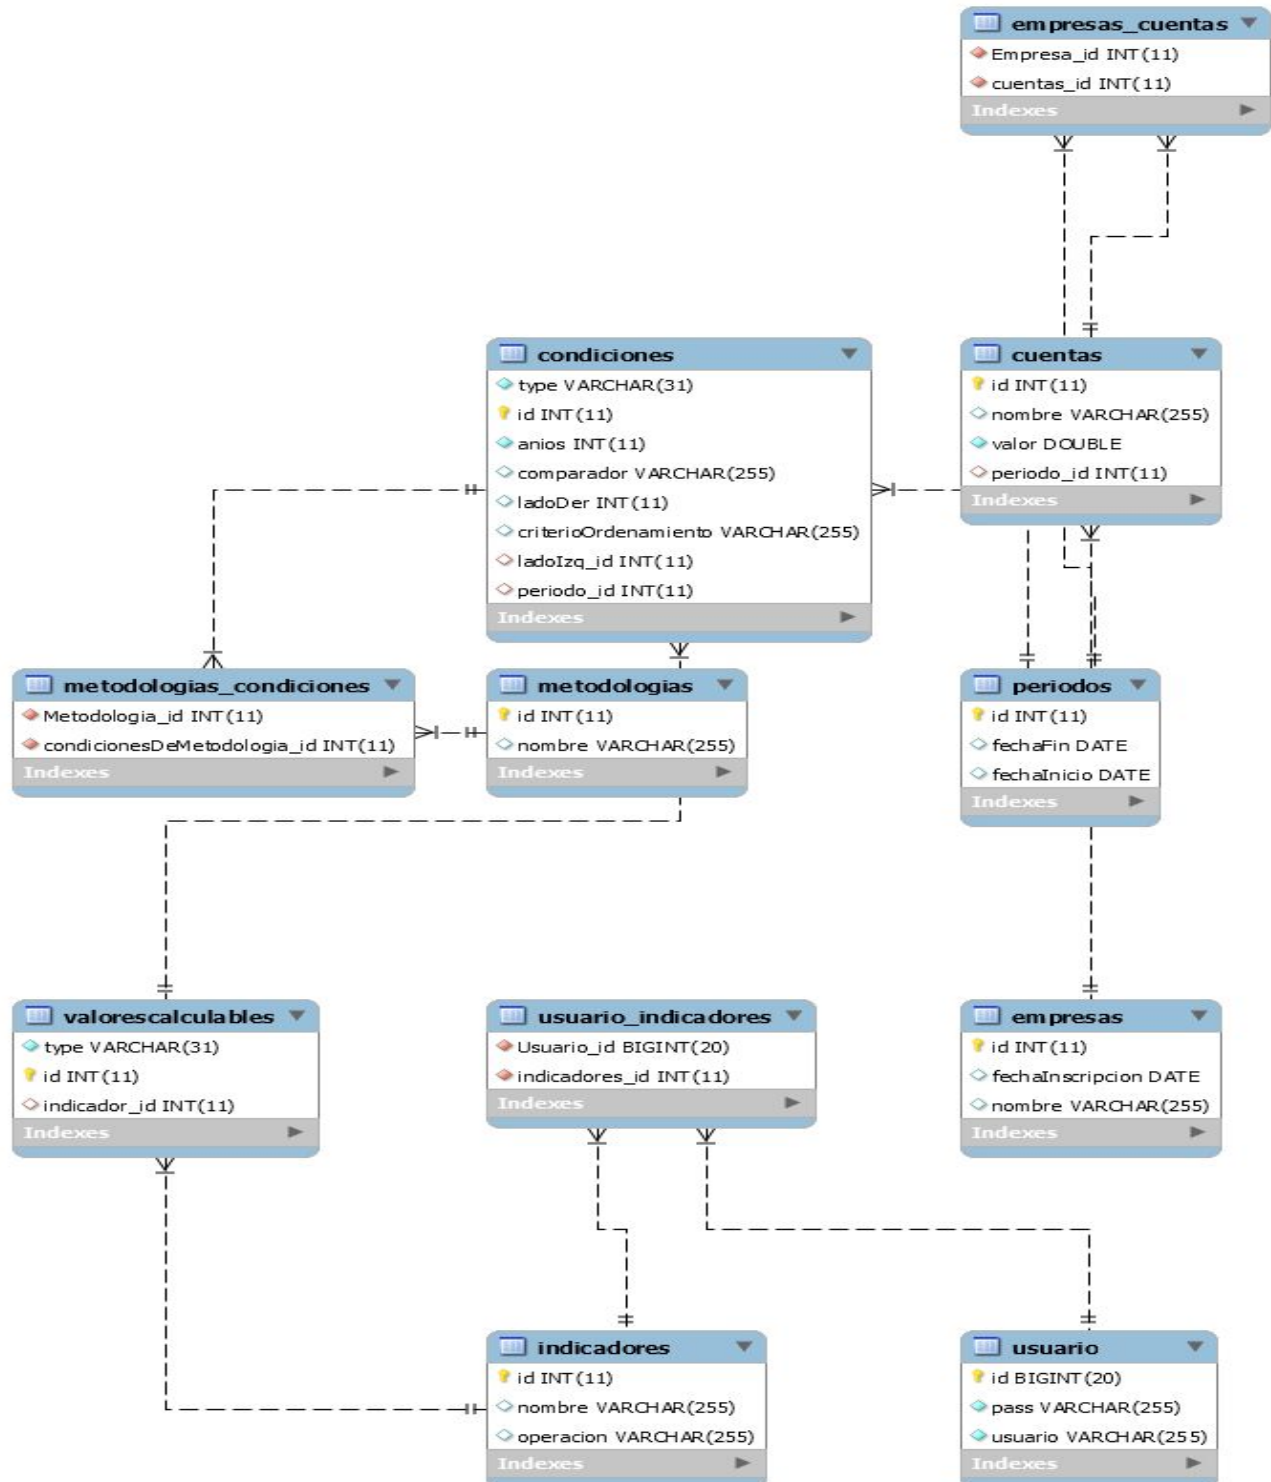 empresas_cuentas
Empresa_id INT(11)
cuentas_id INT(11)
Indexes
condiciones
type VARCHAR(31)
id INT(11)
anios INT(11)
comparador VARCHAR(255)
ladoDer INT(11)
criterioOrdenamiento VARCHAR(255)
ladoIzq_id INT(11)
periodo_id INT(11)
Indexes
cuentas
id INT(11)
nombre VARCHAR(255)
valor DOUBLE
periodo_id INT(11)
Indexes
metodologias_condiciones
Metodologia_id INT(11)
condicionesDeMetodologia_id INT(11)
Indexes
metodologias
id INT(11)
nombre VARCHAR(255)
Indexes
periodos
id INT(11)
fechaFin DATE
fechaInicio DATE
Indexes
valorescalculables
type VARCHAR(31)
id INT(11)
indicador_id INT(11)
Indexes
usuario_indicadores
Usuario_id BIGINT(20)
indicadores_id INT(11)
Indexes
empresas
id INT(11)
fechaInscripcion DATE
nombre VARCHAR(255)
Indexes
indicadores
id INT(11)
nombre VARCHAR(255)
operacion VARCHAR(255)
Indexes
usuario
id BIGINT(20)
pass VARCHAR(255)
usuario VARCHAR(255)
Indexes